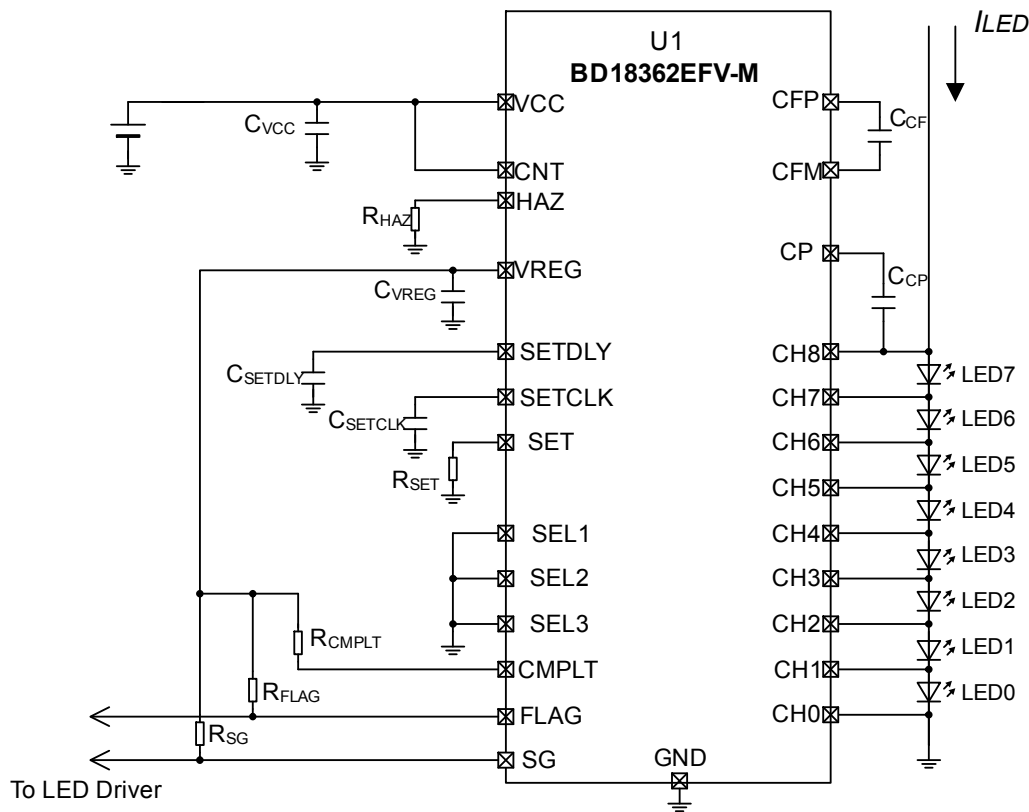 ILED
U1
BD18362EFV-M
VCC
CFP
CVCC
CCF
CNT
CFM
HAZ
RHAZ
CP
VREG
CVREG
CCP
SETDLY
CH8
CSETDLY
LED7
SETCLK
CH7
CSETCLK
LED6
SET
CH6
RSET
LED5
CH5
LED4
SEL1
CH4
LED3
SEL2
CH3
LED2
SEL3
CH2
RCMPLT
LED1
CMPLT
CH1
RFLAG
LED0
FLAG
CH0
RSG
SG
GND
To LED Driver